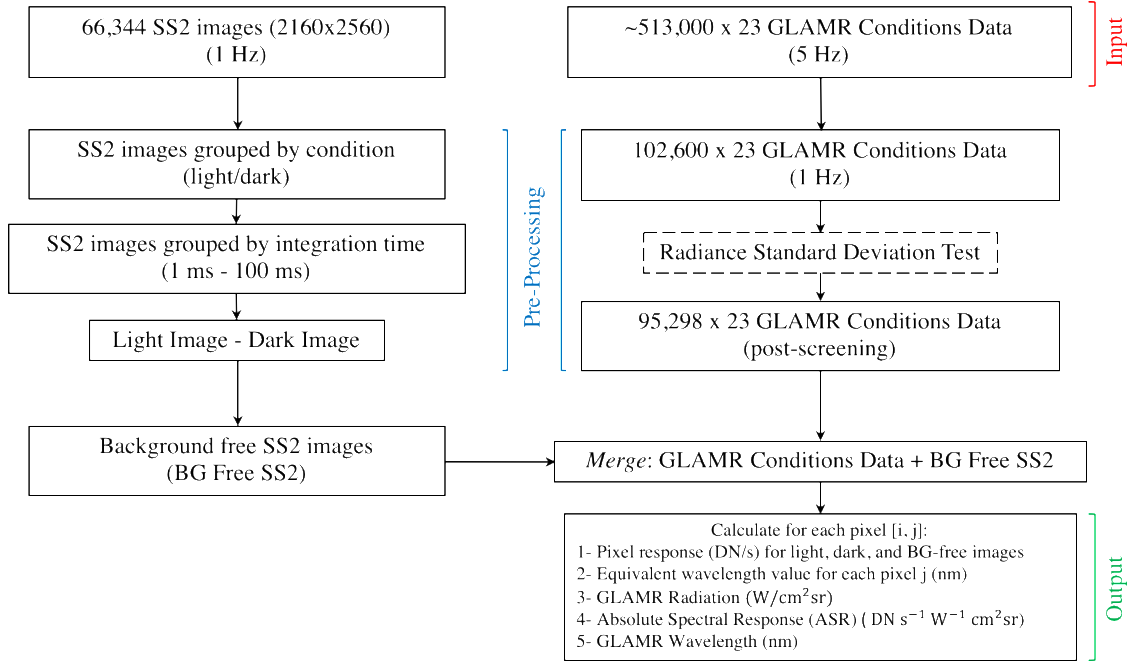 66,344 SS2 images (2160x2560)
(1 Hz)
~513,000 x 23 GLAMR Conditions Data
(5 Hz)
Input
SS2 images grouped by condition
(light/dark)
SS2 images grouped by integration time
(1 ms - 100 ms)
Light Image - Dark Image
Pre-Processing
102,600 x 23 GLAMR Conditions Data
(1 Hz)
Radiance Standard Deviation Test
95,298 x 23 GLAMR Conditions Data
(post-screening)
Background free SS2 images
(BG Free SS2)
Merge: GLAMR Conditions Data + BG Free SS2
Calculate for each pixel [i, j]:
1- Pixel response (DN/s) for light, dark, and BG-free images
2- Equivalent wavelength value for each pixel j (nm)
3- GLAMR Radiation (W/cm²sr)
4- Absolute Spectral Response (ASR) ( DN s⁻¹ W⁻¹ cm²sr)
5- GLAMR Wavelength (nm)
Output